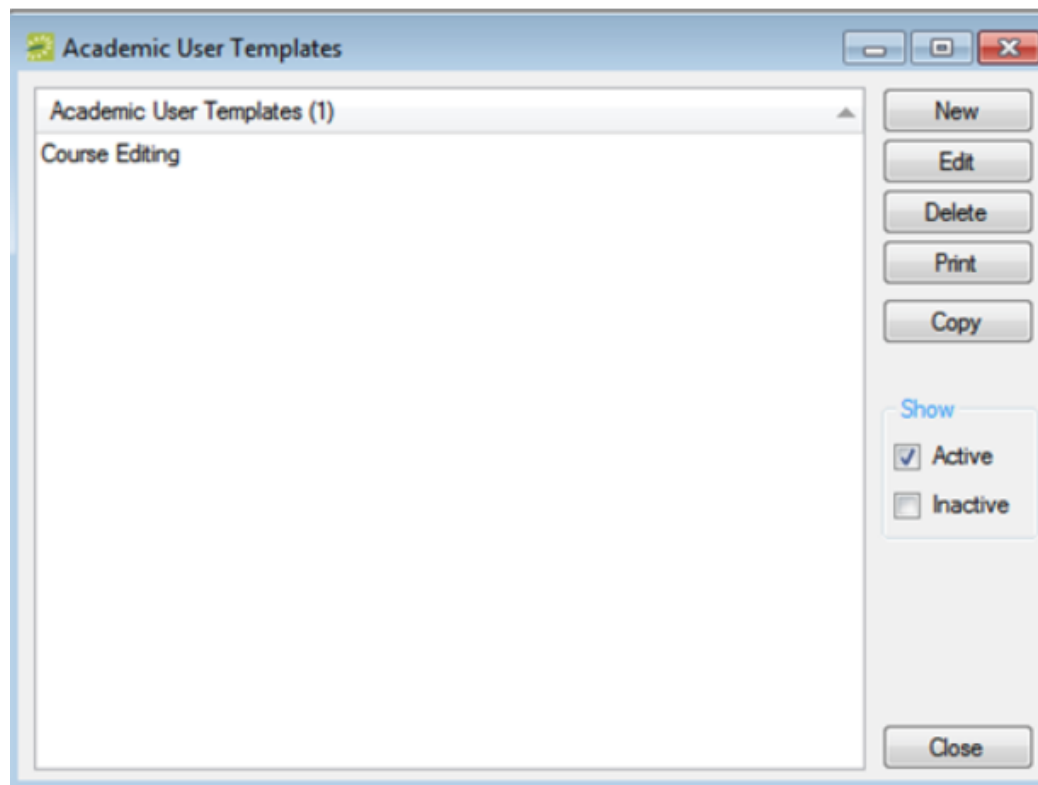 Academic User Templates
Academic User Templates (1)
Course Editing
New
Edit
Delete
Print
Copy
Show
Active
Inactive
Close